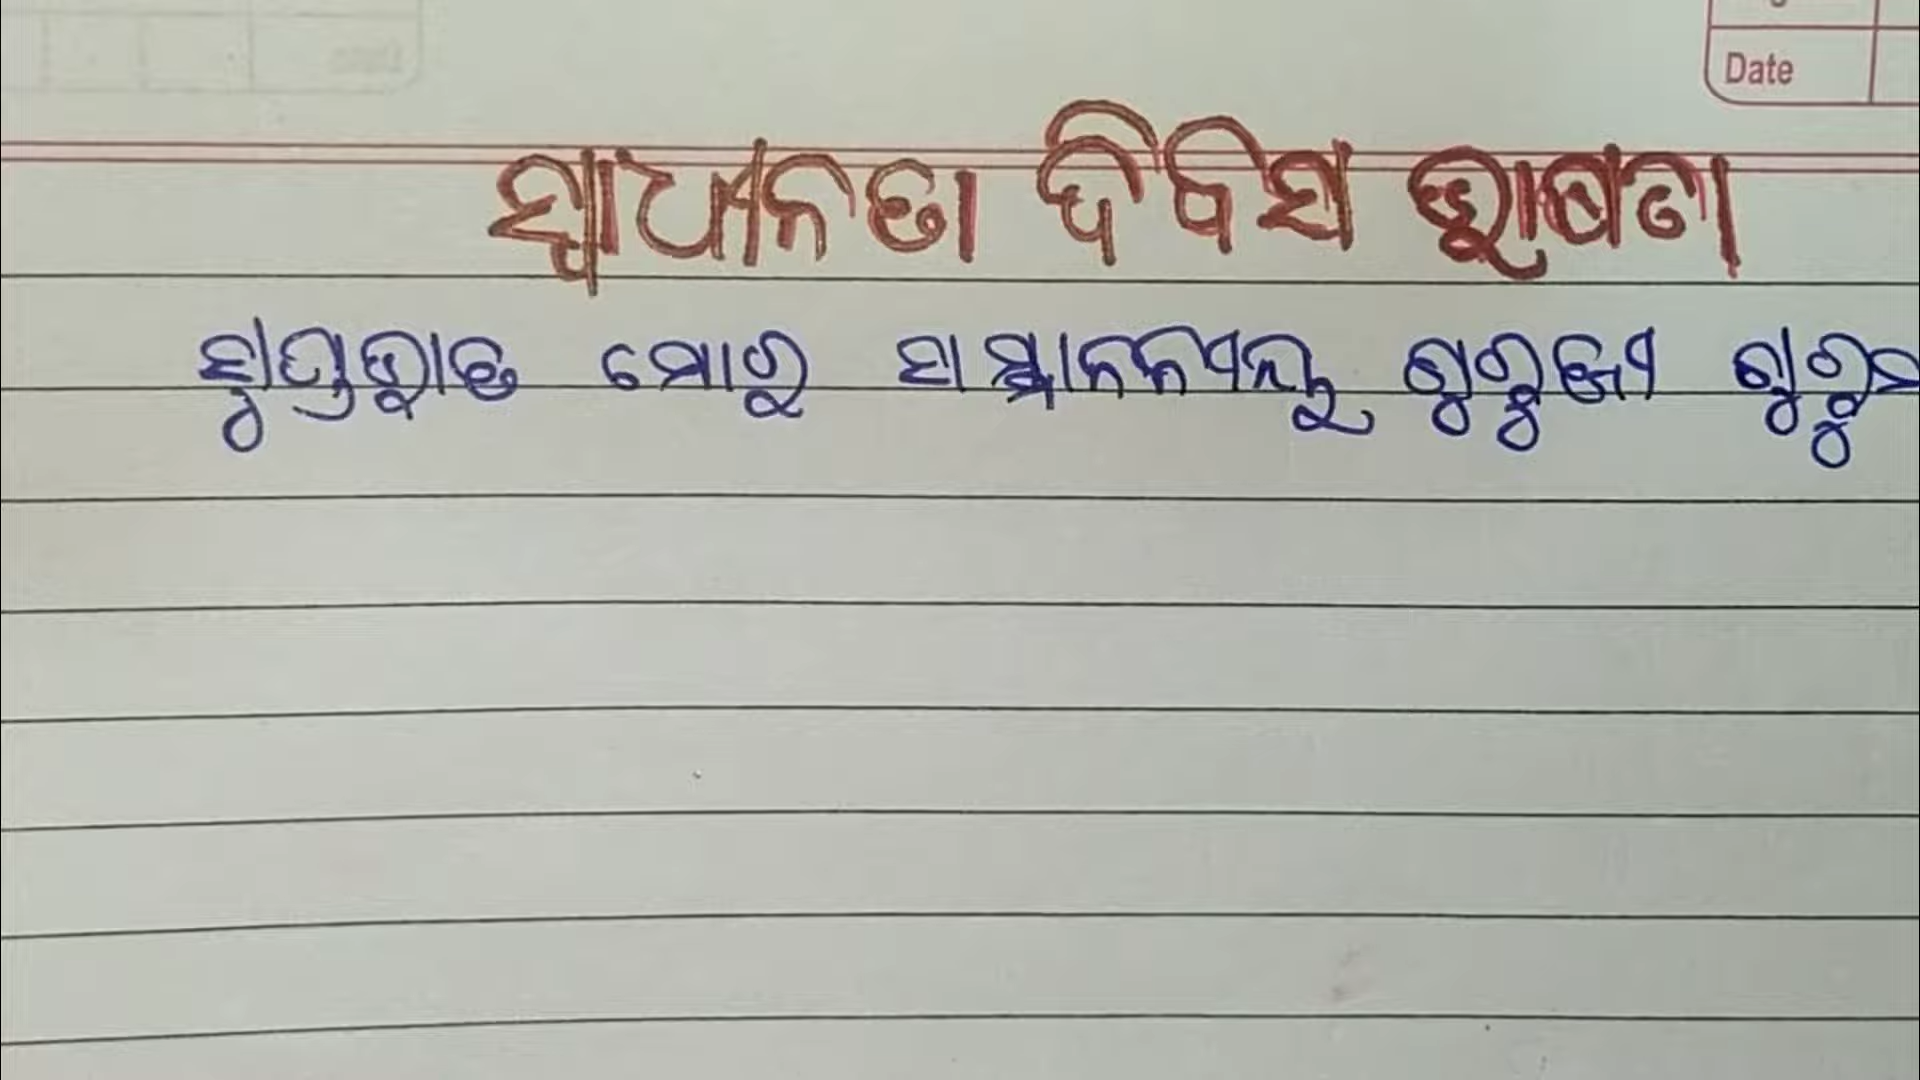 Date
ସ୍ଵାଧୀନତା ଦିବସ ଭାଷଣ
ସୁପ୍ରଭାତ ମୋର ସମ୍ମାନନୀୟ ଗୁରୁଜୀ